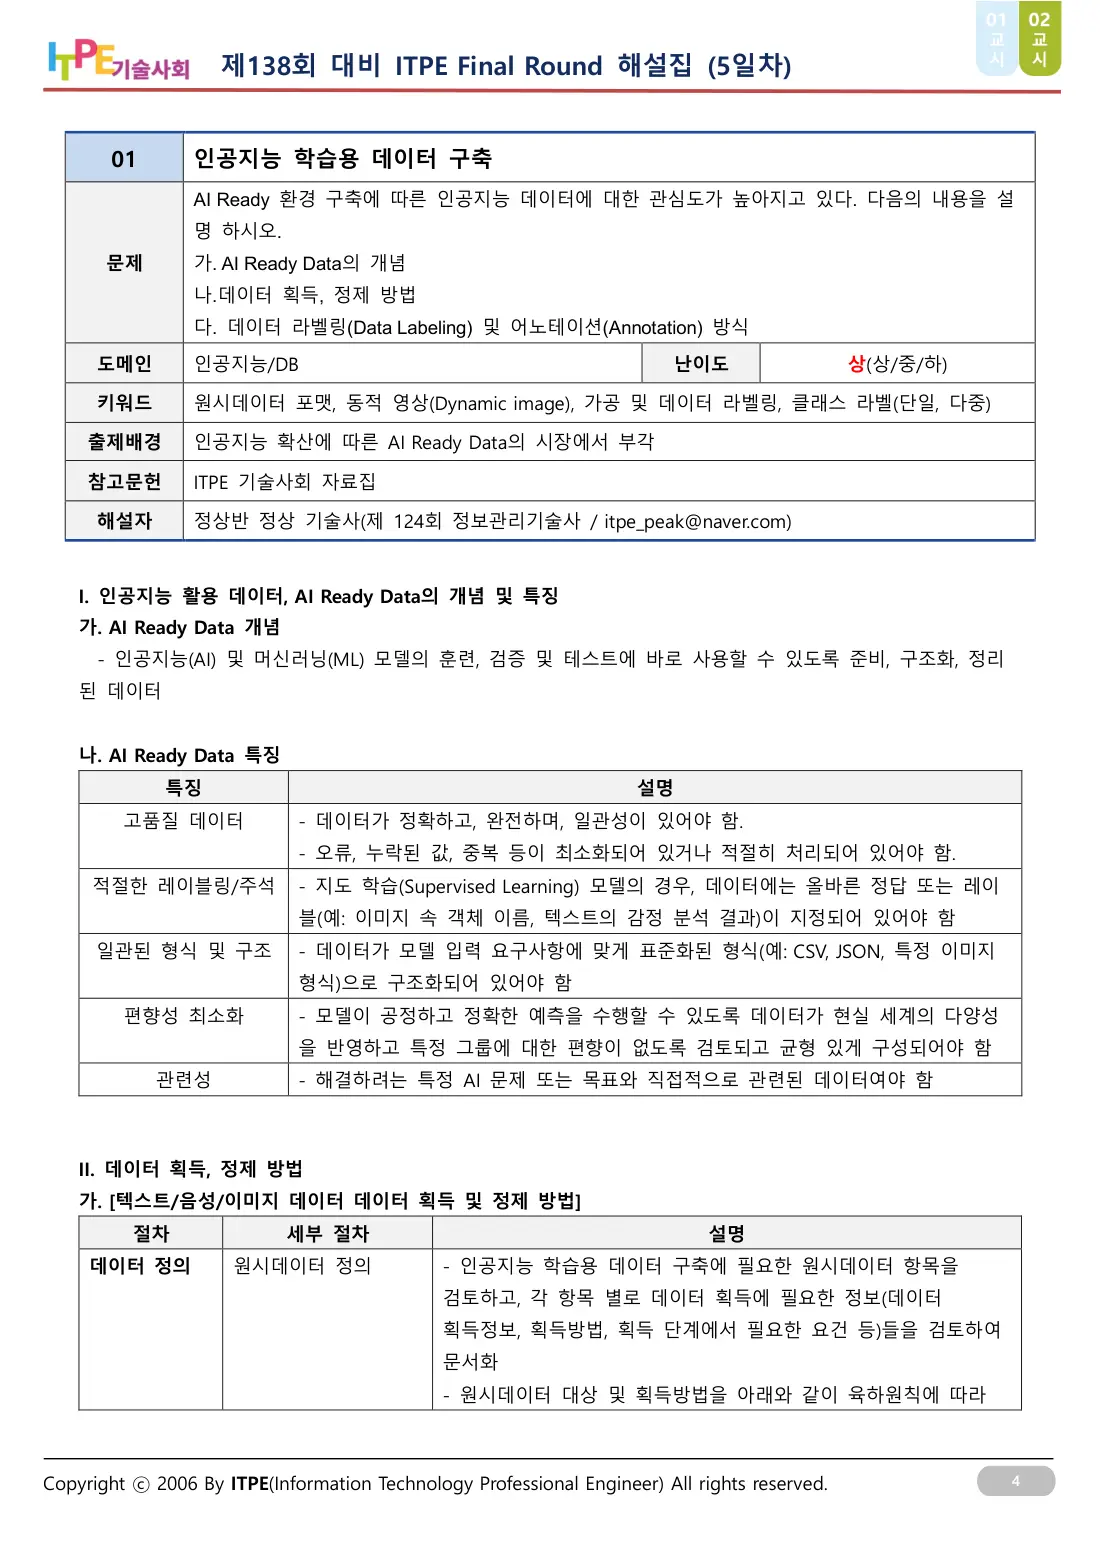 01
교
시
02
교
시
ITPE기술사회 제138회 대비 ITPE Final Round 해설집 (5일차)
01 인공지능 학습용 데이터 구축
문제
AI Ready 환경 구축에 따른 인공지능 데이터에 대한 관심도가 높아지고 있다. 다음의 내용을 설
명 하시오.
가. AI Ready Data의 개념
나.데이터 획득, 정제 방법
다. 데이터 라벨링(Data Labeling) 및 어노테이션(Annotation) 방식
도메인 인공지능/DB 난이도 상(상/중/하)
키워드 원시데이터 포맷, 동적 영상(Dynamic image), 가공 및 데이터 라벨링, 클래스 라벨(단일, 다중)
출제배경 인공지능 확산에 따른 AI Ready Data의 시장에서 부각
참고문헌 ITPE 기술사회 자료집
해설자 정상반 정상 기술사(제 124회 정보관리기술사 / itpe_peak@naver.com)
I. 인공지능 활용 데이터, AI Ready Data의 개념 및 특징
가. AI Ready Data 개념
- 인공지능(AI) 및 머신러닝(ML) 모델의 훈련, 검증 및 테스트에 바로 사용할 수 있도록 준비, 구조화, 정리
된 데이터
나. AI Ready Data 특징
특징 설명
고품질 데이터 - 데이터가 정확하고, 완전하며, 일관성이 있어야 함.
- 오류, 누락된 값, 중복 등이 최소화되어 있거나 적절히 처리되어 있어야 함.
적절한 레이블링/주석 - 지도 학습(Supervised Learning) 모델의 경우, 데이터에는 올바른 정답 또는 레이
블(예: 이미지 속 객체 이름, 텍스트의 감정 분석 결과)이 지정되어 있어야 함
일관된 형식 및 구조 - 데이터가 모델 입력 요구사항에 맞게 표준화된 형식(예: CSV, JSON, 특정 이미지
형식)으로 구조화되어 있어야 함
편향성 최소화 - 모델이 공정하고 정확한 예측을 수행할 수 있도록 데이터가 현실 세계의 다양성
을 반영하고 특정 그룹에 대한 편향이 없도록 검토되고 균형 있게 구성되어야 함
관련성 - 해결하려는 특정 AI 문제 또는 목표와 직접적으로 관련된 데이터여야 함
II. 데이터 획득, 정제 방법
가. [텍스트/음성/이미지 데이터 데이터 획득 및 정제 방법]
절차 세부 절차 설명
데이터 정의 원시데이터 정의 - 인공지능 학습용 데이터 구축에 필요한 원시데이터 항목을
검토하고, 각 항목 별로 데이터 획득에 필요한 정보(데이터
획득정보, 획득방법, 획득 단계에서 필요한 요건 등)들을 검토하여
문서화
- 원시데이터 대상 및 획득방법을 아래와 같이 육하원칙에 따라
Copyright ⓒ 2006 By ITPE(Information Technology Professional Engineer) All rights reserved. 4